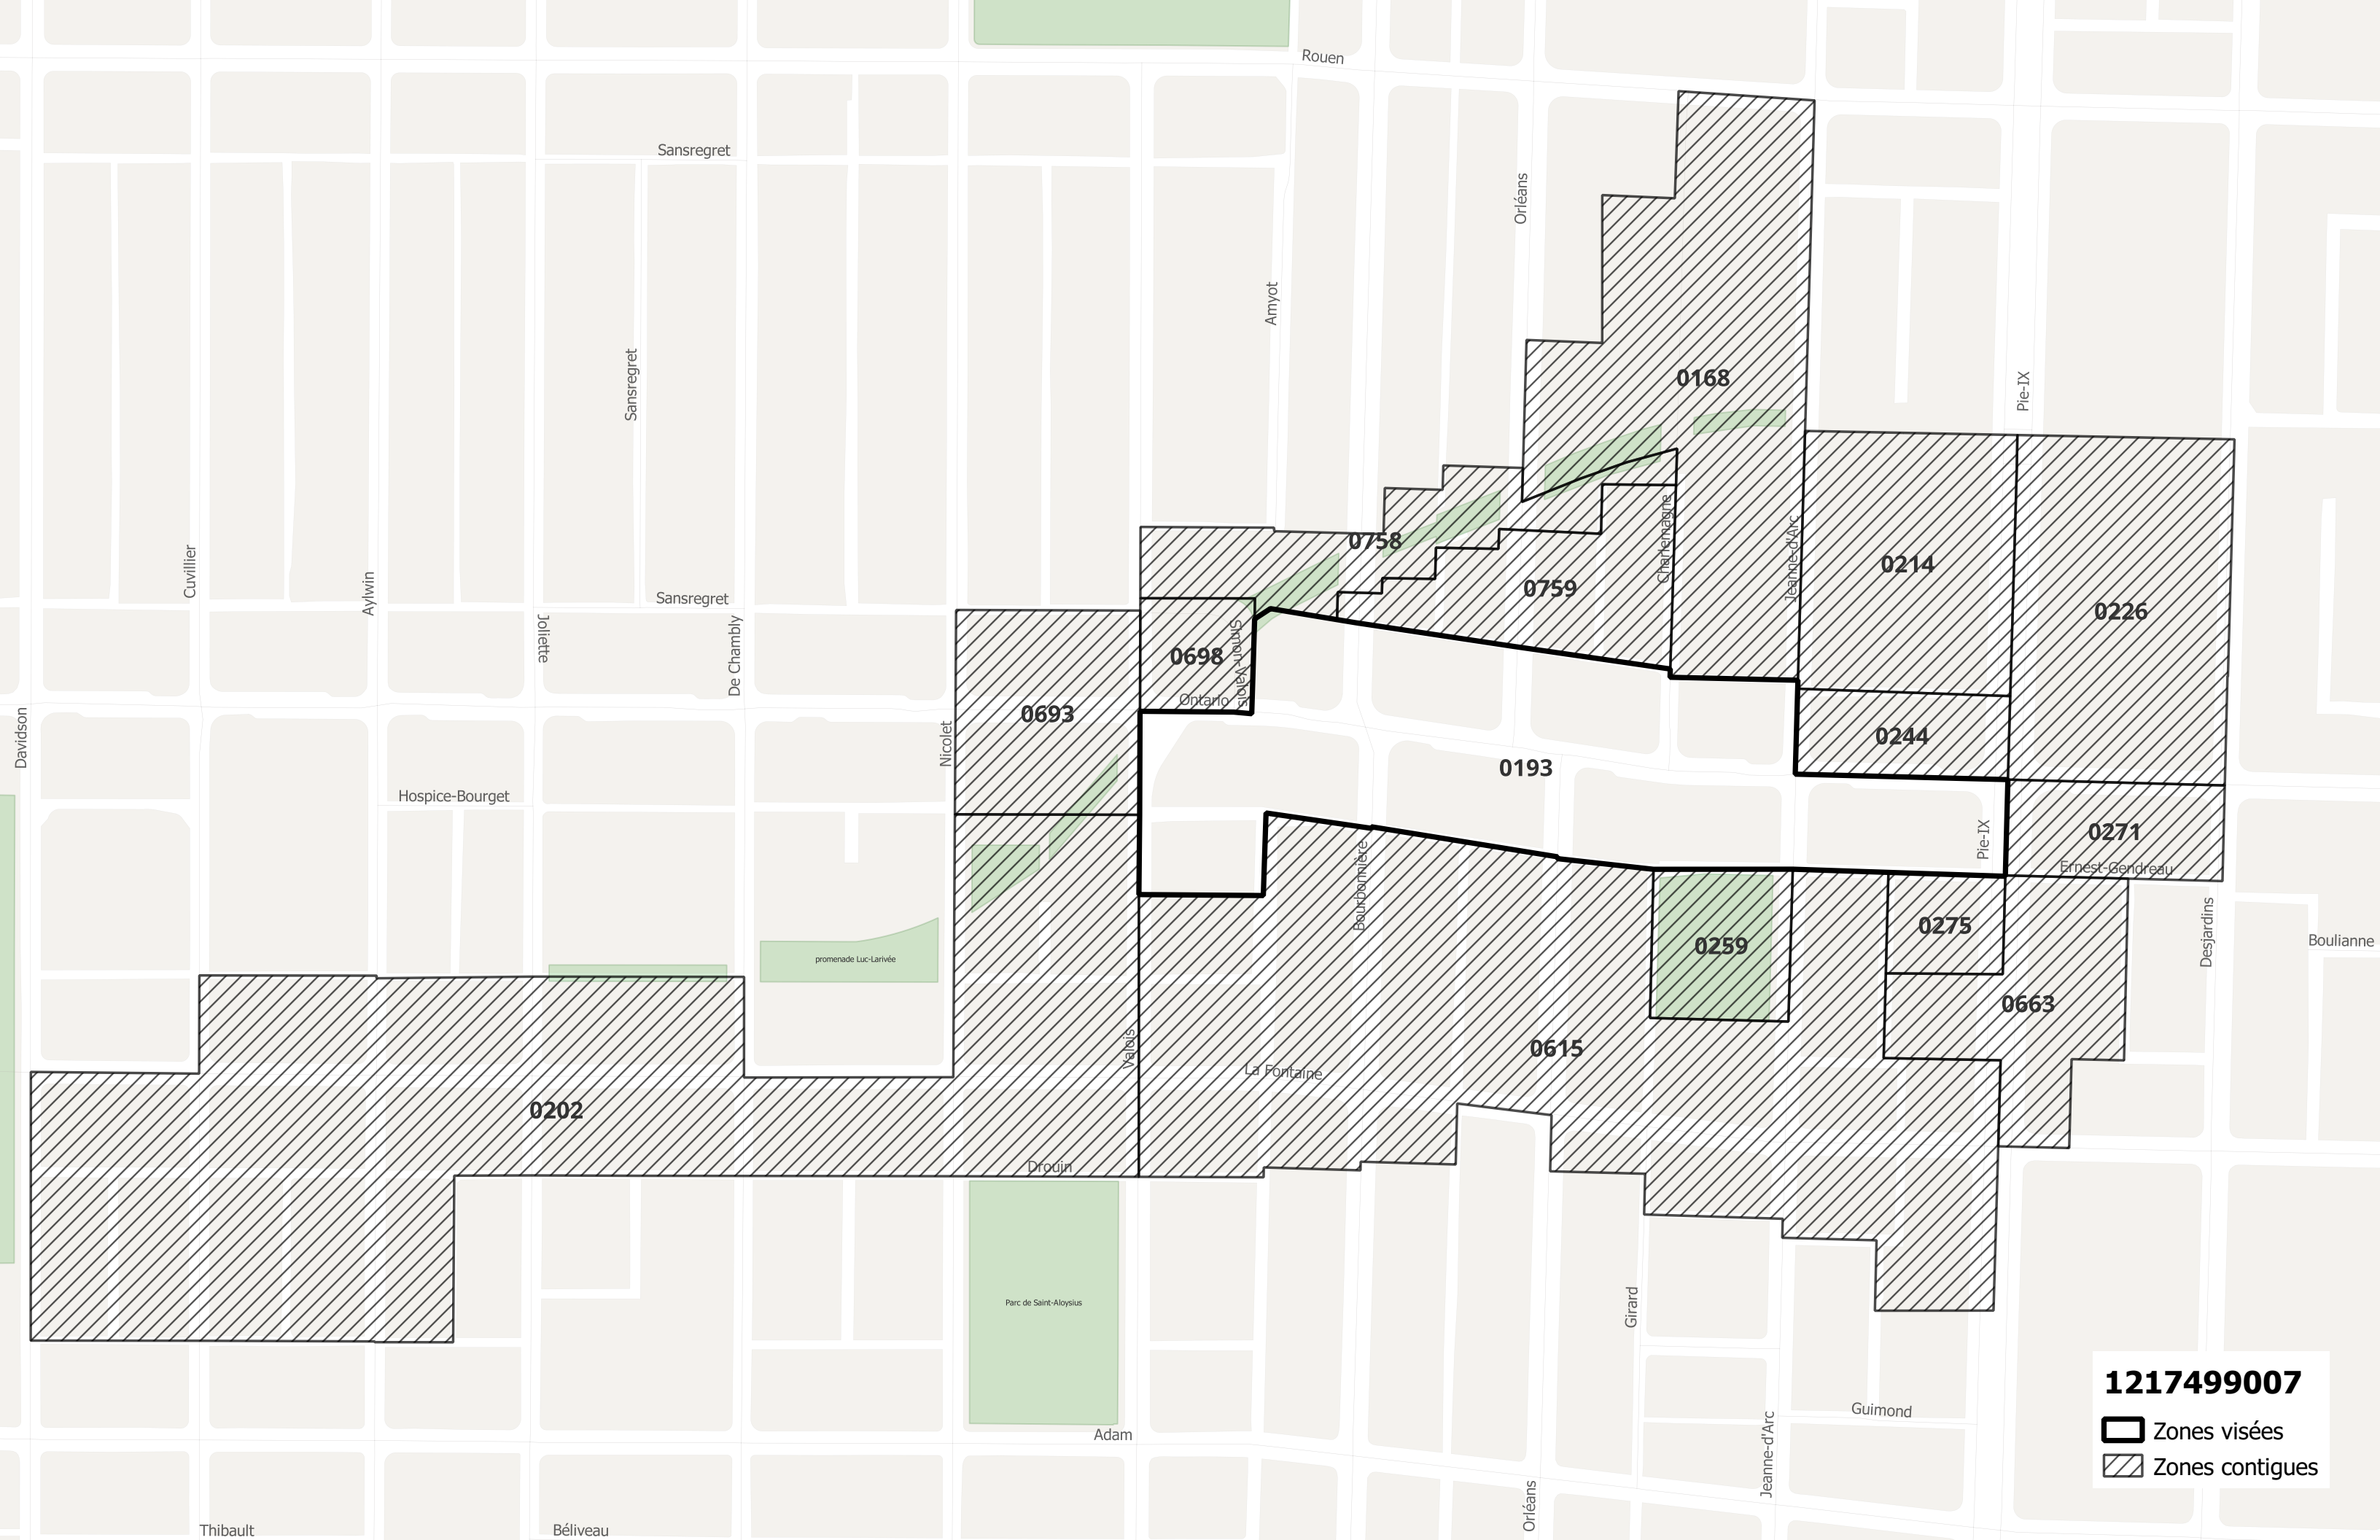 Rouen
Sansregret
Orléans
Amyot
Sansregret
0168
Pie-IX
0758
Charlemagne
Jeanne-d'Arc
0214
Cuvillier
Aylwin
0759
Sansregret
0226
Joliette
De Chambly
Simon-Valois
0698
Ontario
0693
Davidson
Nicolet
0244
0193
Hospice-Bourget
0271
Pie-IX
Ernest-Gendreau
Bourbonnière
0275
Desjardins
Boulianne
0259
promenade Luc-Larivée
0663
Valois
0615
La Fontaine
0202
Drouin
Parc de Saint-Aloysius
Girard
1217499007
Guimond
Zones visées
Adam
Jeanne-d'Arc
Zones contigues
Orléans
Thibault
Béliveau